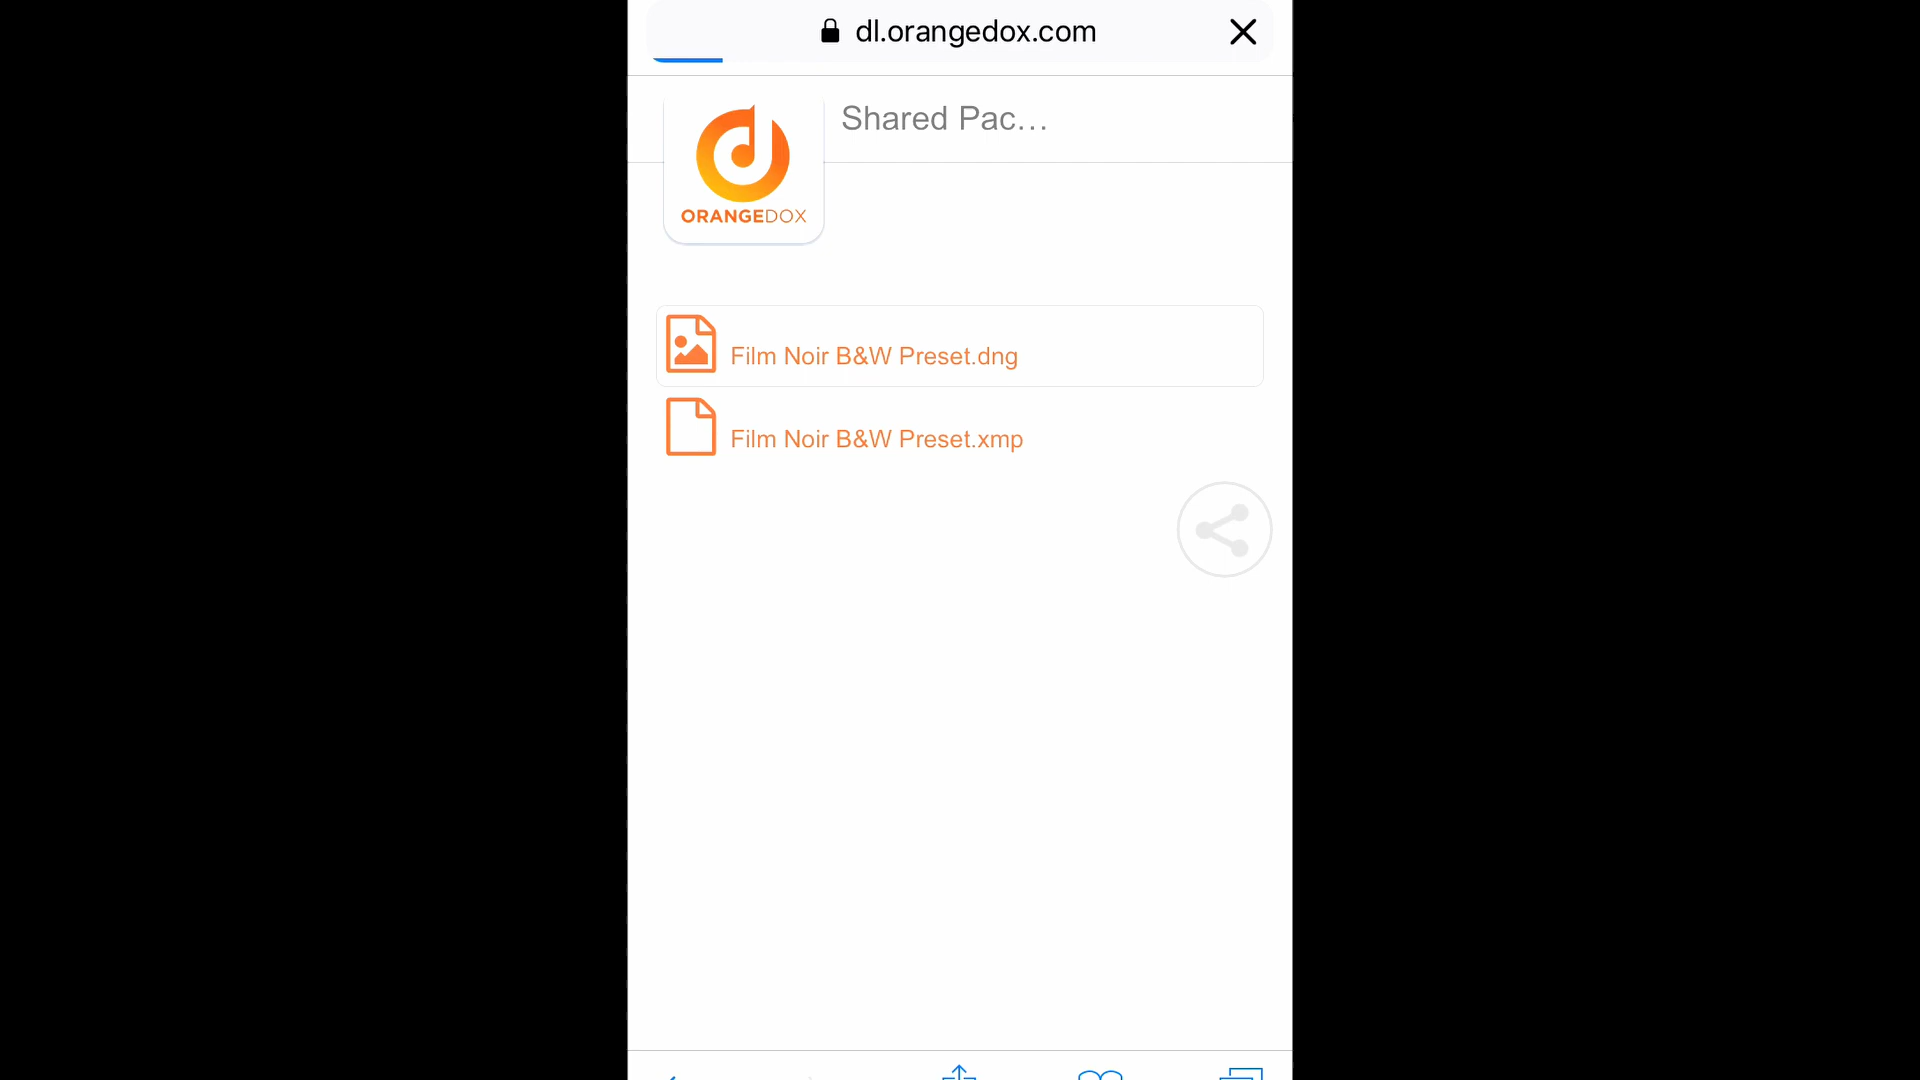 dl.orangedox.com
Shared Pac...
ORANGEDOX
Film Noir B&W Preset.dng
Film Noir B&W Preset.xmp